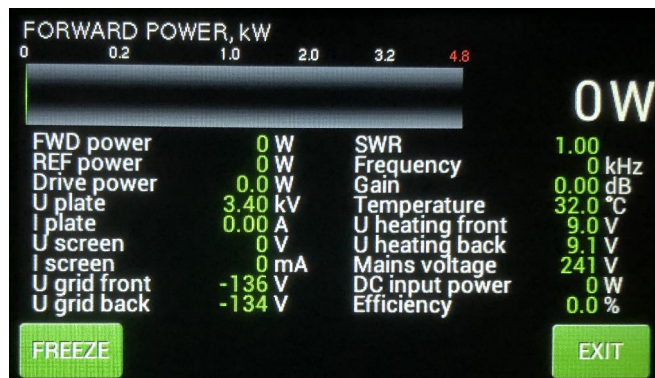 FORWARD POWER, kW
0 0.2 1.0 2.0 3.2 4.8
0 W
FWD power 0 W SWR 1.00
REF power 0 W Frequency 0 kHz
Drive power 0.0 W Gain 0.00 dB
U plate 3.40 kV Temperature 32.0 °C
I plate 0.00 A U heating front 9.0 V
U screen 0 V U heating back 9.1 V
I screen 0 mA Mains voltage 241 V
U grid front -136 V DC input power 0 W
U grid back -134 V Efficiency 0.0 %
FREEZE EXIT